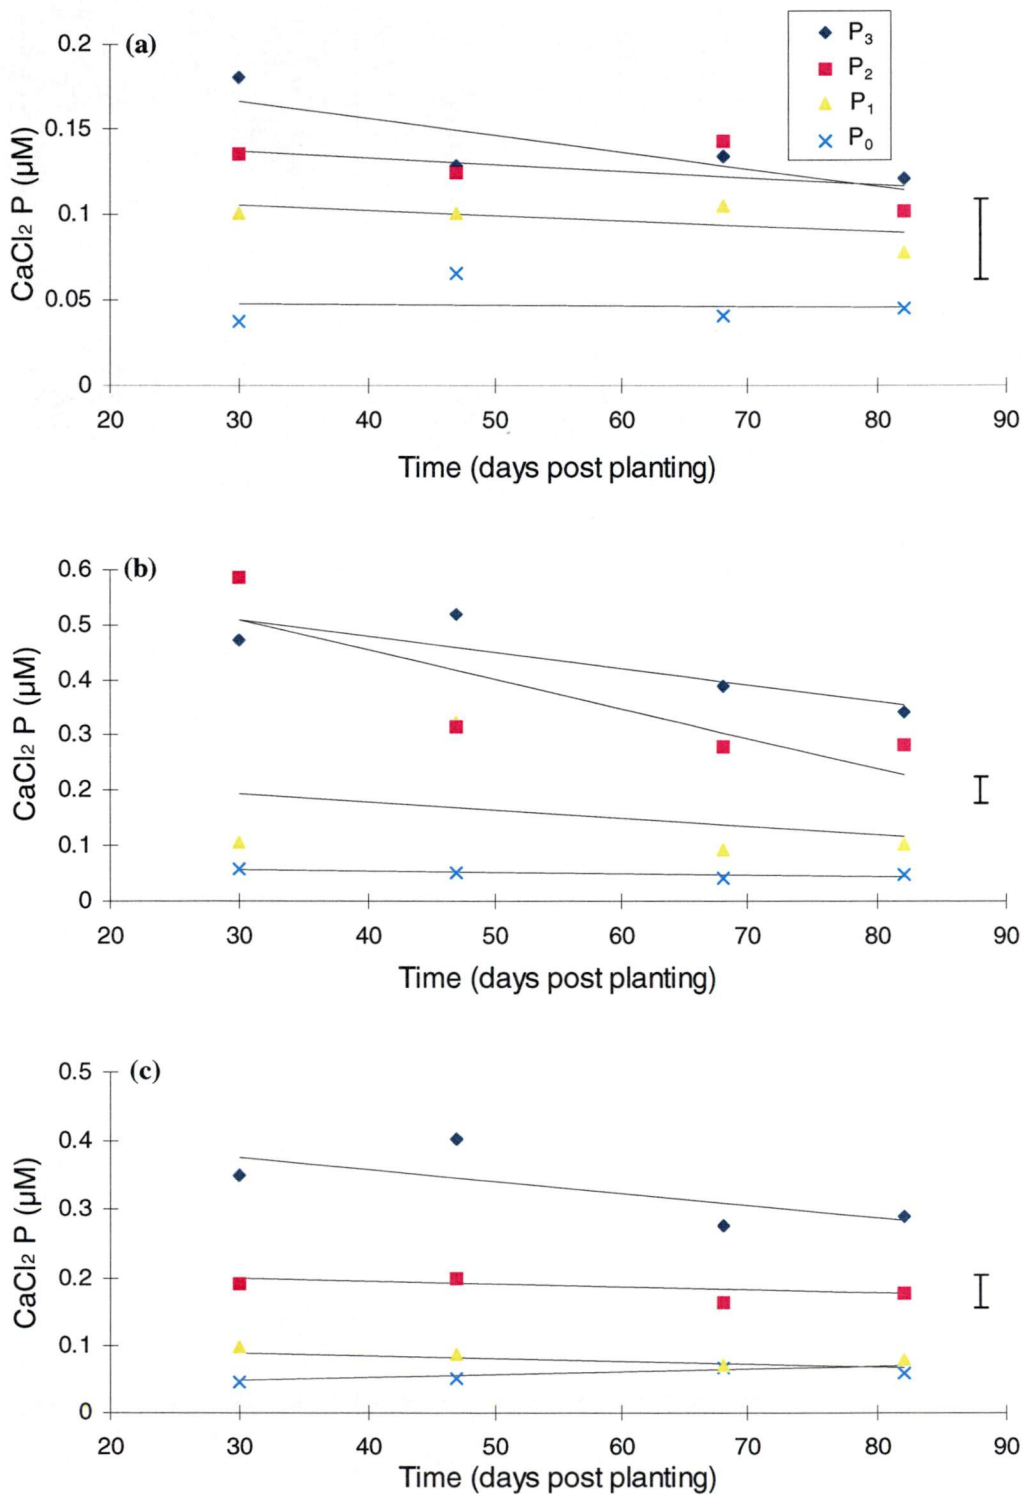 (a)
P₃
P₂
P₁
P₀
CaCl₂ P (µM)
0.2
0.15
0.1
0.05
0
20 30 40 50 60 70 80 90
Time (days post planting)
(b)
CaCl₂ P (µM)
0.6
0.5
0.4
0.3
0.2
0.1
0
20 30 40 50 60 70 80 90
Time (days post planting)
(c)
CaCl₂ P (µM)
0.5
0.4
0.3
0.2
0.1
0
20 30 40 50 60 70 80 90
Time (days post planting)